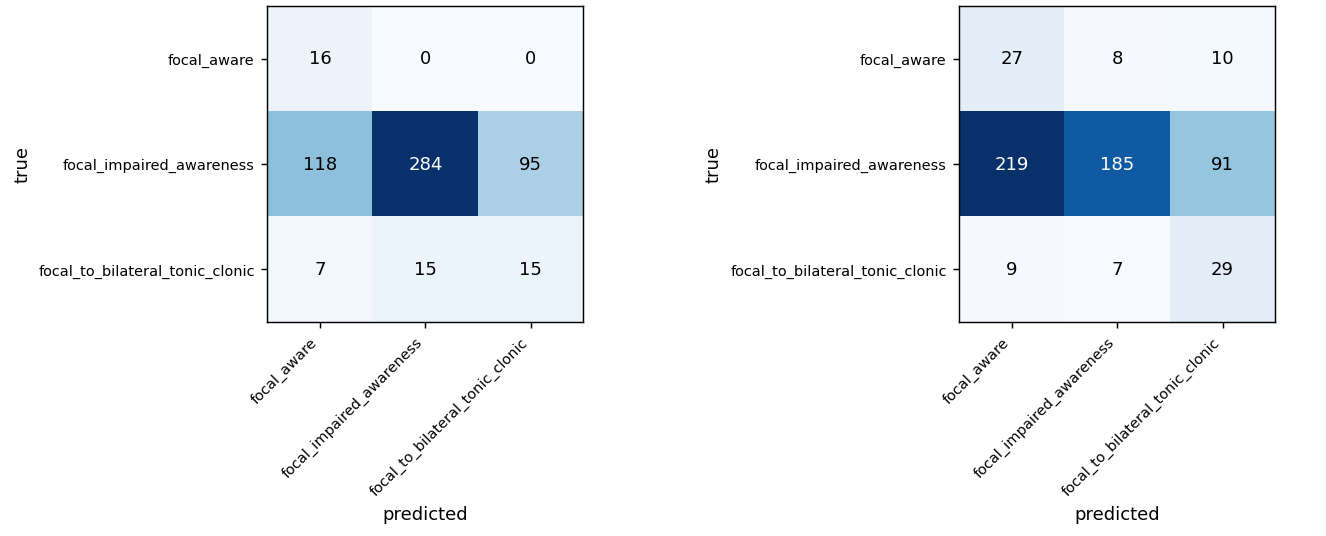 true
focal_aware
focal_impaired_awareness
focal_to_bilateral_tonic_clonic
16 0 0
118 284 95
7 15 15
focal_aware
focal_impaired_awareness
focal_to_bilateral_tonic_clonic
predicted
true
focal_aware
focal_impaired_awareness
focal_to_bilateral_tonic_clonic
27 8 10
219 185 91
9 7 29
focal_aware
focal_impaired_awareness
focal_to_bilateral_tonic_clonic
predicted